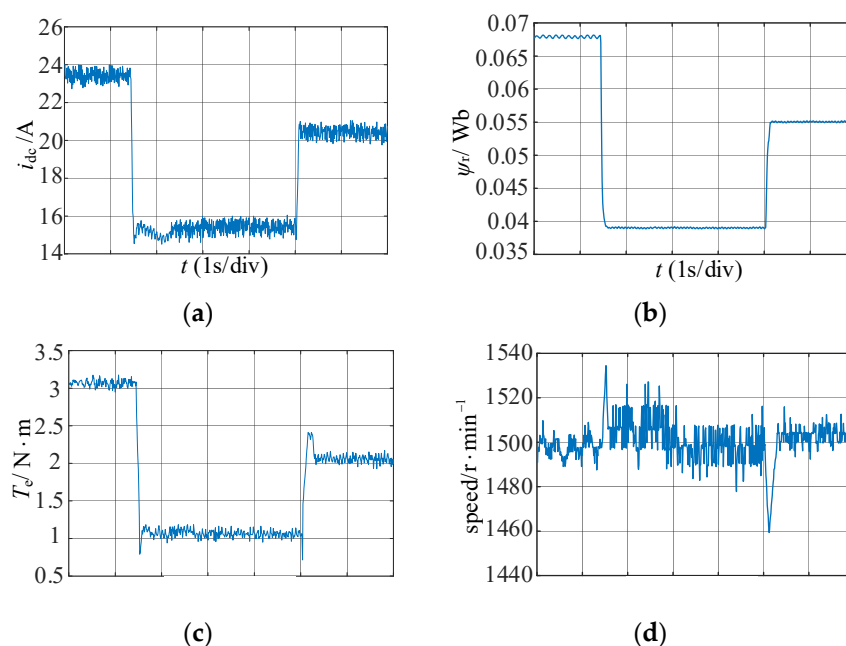 26
24
22
20
18
16
14
i_dc /A
t (1s/div)
(a)
0.07
0.065
0.06
0.055
0.05
0.045
0.04
0.035
ψ_r/ Wb
t (1s/div)
(b)
3.5
3
2.5
2
1.5
1
0.5
T_e/ N · m
(c)
1540
1520
1500
1480
1460
1440
speed/r · min⁻¹
(d)